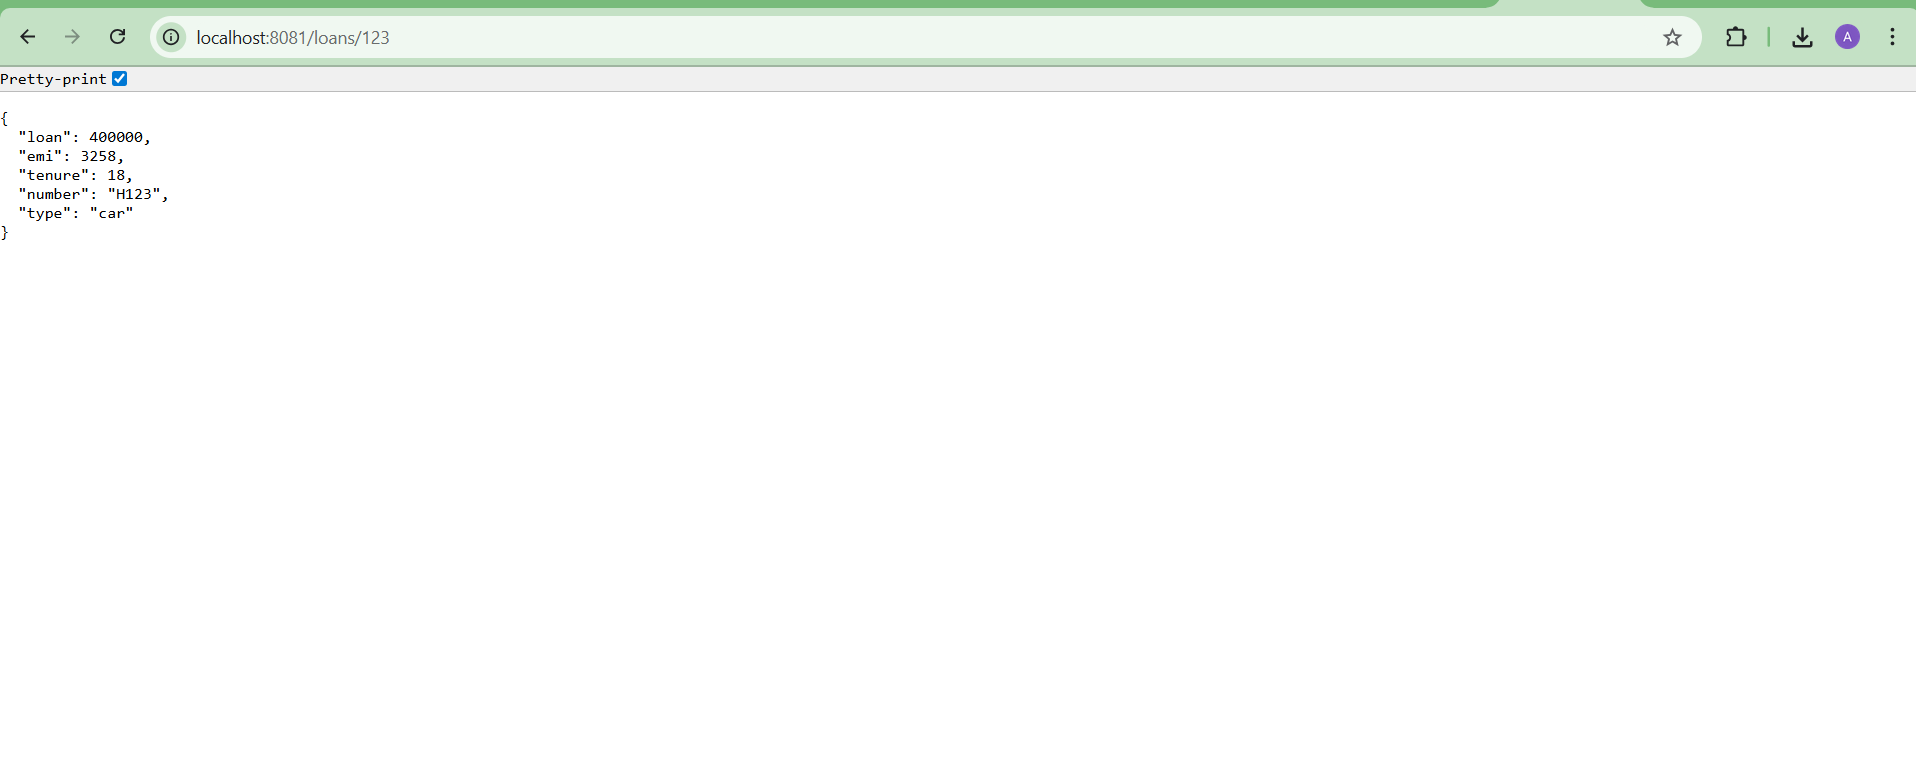 localhost:8081/loans/123
A
Pretty-print
{
  "loan": 400000,
  "emi": 3258,
  "tenure": 18,
  "number": "H123",
  "type": "car"
}